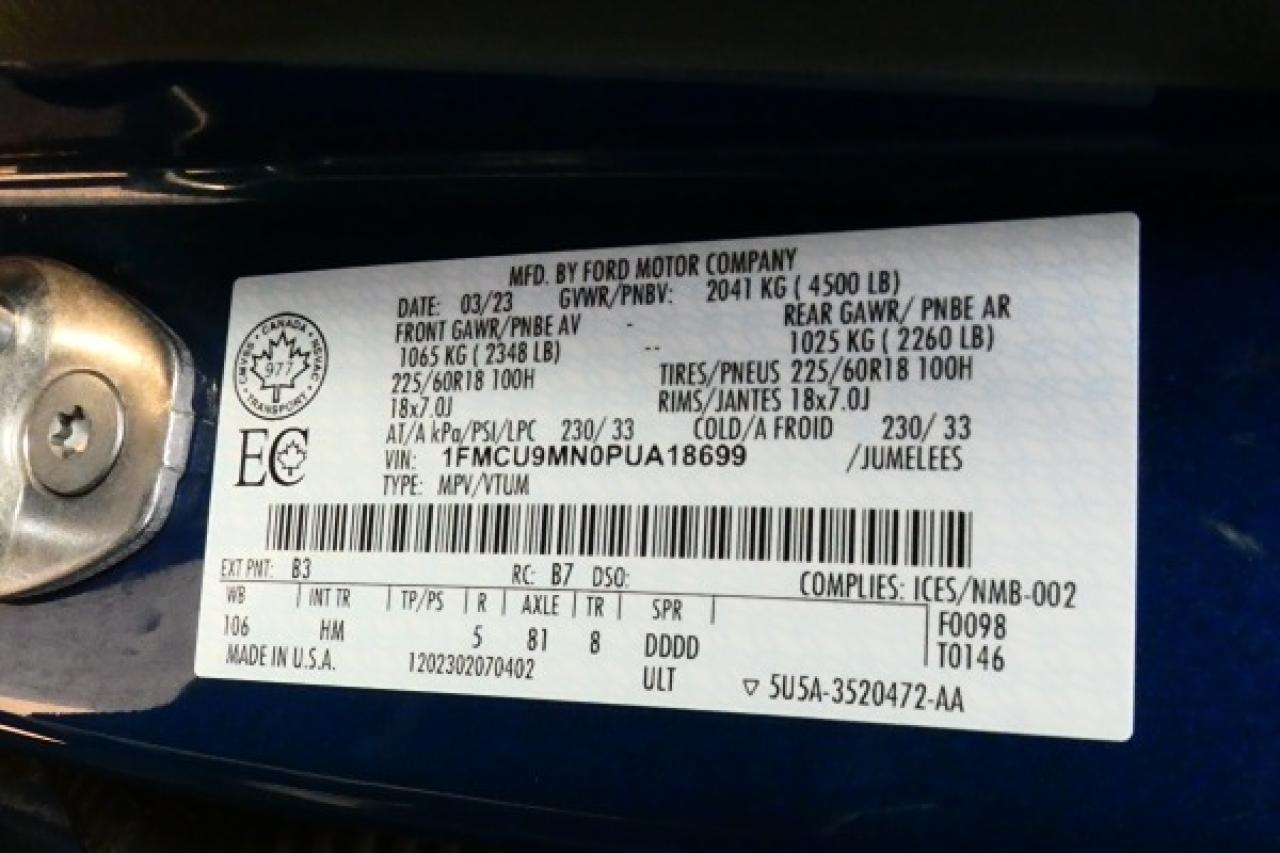 MFD. BY FORD MOTOR COMPANY
DATE: 03/23 GVWR/PNBV: 2041 KG ( 4500 LB)
FRONT GAWR/PNBE AV - REAR GAWR/ PNBE AR
1065 KG ( 2348 LB) -- 1025 KG ( 2260 LB)
225/60R18 100H TIRES/PNEUS 225/60R18 100H
18x7.0J RIMS/JANTES 18x7.0J
AT/A kPa/PSI/LPC 230/ 33 COLD/A FROID 230/ 33
VIN: 1FMCU9MN0PUA18699 /JUMELEES
TYPE: MPV/VTUM
CMVSS • CANADA • NSVAC • TRANSPORT •
977
EC
EXT PNT: B3 RC: B7 DSO: COMPLIES: ICES/NMB-002
WB | INT TR | TP/PS | R | AXLE | TR | SPR | F0098
106 HM 5 81 8 DDDD T0146
MADE IN U.S.A. 1202302070402 ULT ▽ 5U5A-3520472-AA